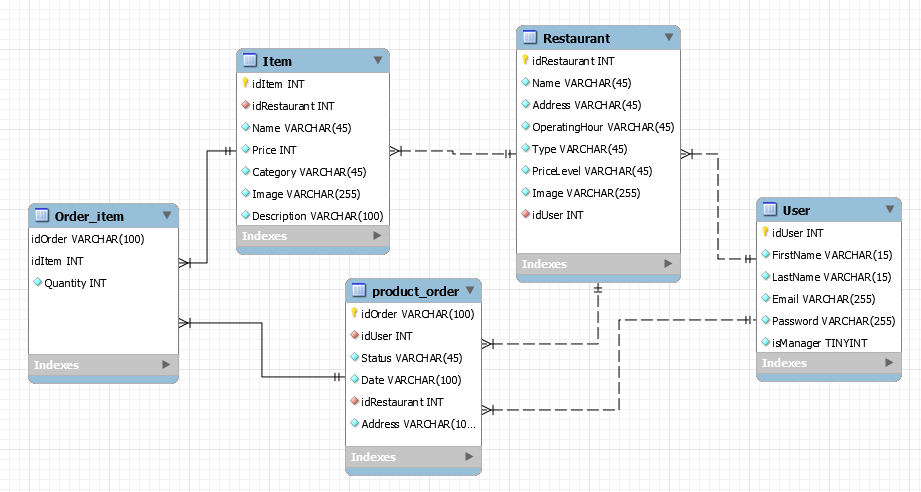 Item
idItem INT
idRestaurant INT
Name VARCHAR(45)
Price INT
Category VARCHAR(45)
Image VARCHAR(255)
Description VARCHAR(100)
Indexes
Restaurant
idRestaurant INT
Name VARCHAR(45)
Address VARCHAR(45)
OperatingHour VARCHAR(45)
Type VARCHAR(45)
PriceLevel VARCHAR(45)
Image VARCHAR(255)
idUser INT
Indexes
Order_item
idOrder VARCHAR(100)
idItem INT
Quantity INT
Indexes
product_order
idOrder VARCHAR(100)
idUser INT
Status VARCHAR(45)
Date VARCHAR(100)
idRestaurant INT
Address VARCHAR(10...
Indexes
User
idUser INT
FirstName VARCHAR(15)
LastName VARCHAR(15)
Email VARCHAR(255)
Password VARCHAR(255)
isManager TINYINT
Indexes